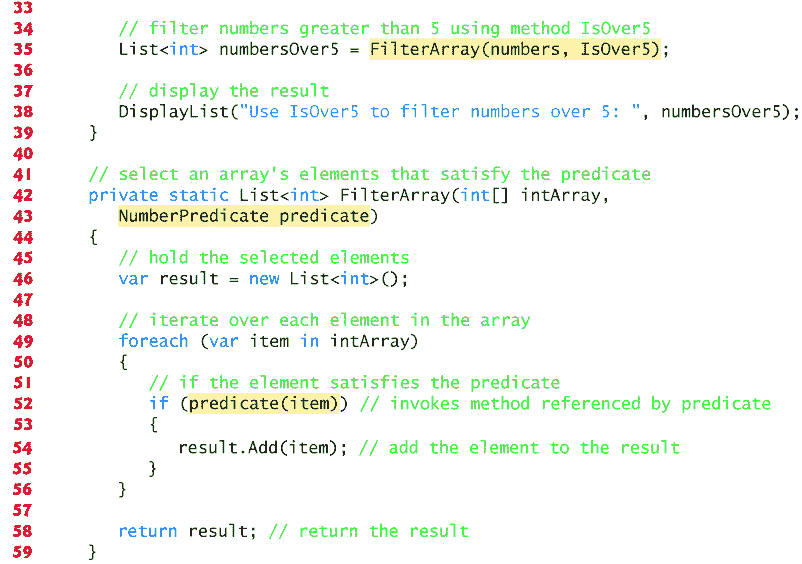 33
34 // filter numbers greater than 5 using method IsOver5
35 List<int> numbersOver5 = FilterArray(numbers, IsOver5);
36
37 // display the result
38 DisplayList("Use IsOver5 to filter numbers over 5: ", numbersOver5);
39 }
40
41 // select an array's elements that satisfy the predicate
42 private static List<int> FilterArray(int[] intArray,
43 NumberPredicate predicate)
44 {
45 // hold the selected elements
46 var result = new List<int>();
47
48 // iterate over each element in the array
49 foreach (var item in intArray)
50 {
51 // if the element satisfies the predicate
52 if (predicate(item)) // invokes method referenced by predicate
53 {
54 result.Add(item); // add the element to the result
55 }
56 }
57
58 return result; // return the result
59 }